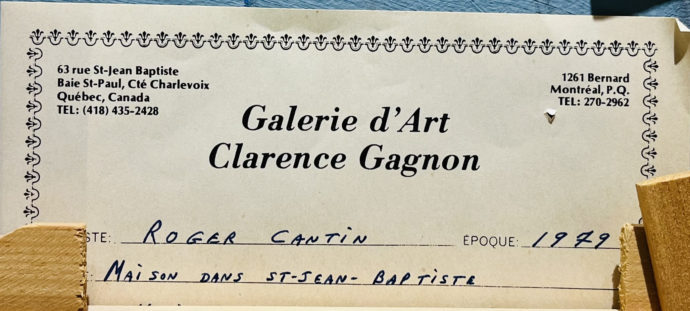 63 rue St-Jean Baptiste
Baie St-Paul, Cté Charlevoix
Québec, Canada
TEL: (418) 435-2428
1261 Bernard
Montréal, P.Q.
TEL: 270-2962
Galerie d'Art
Clarence Gagnon
STE: ROGER CANTIN ÉPOQUE: 1979
: MAISON DANS ST-JEAN-BAPTISTE